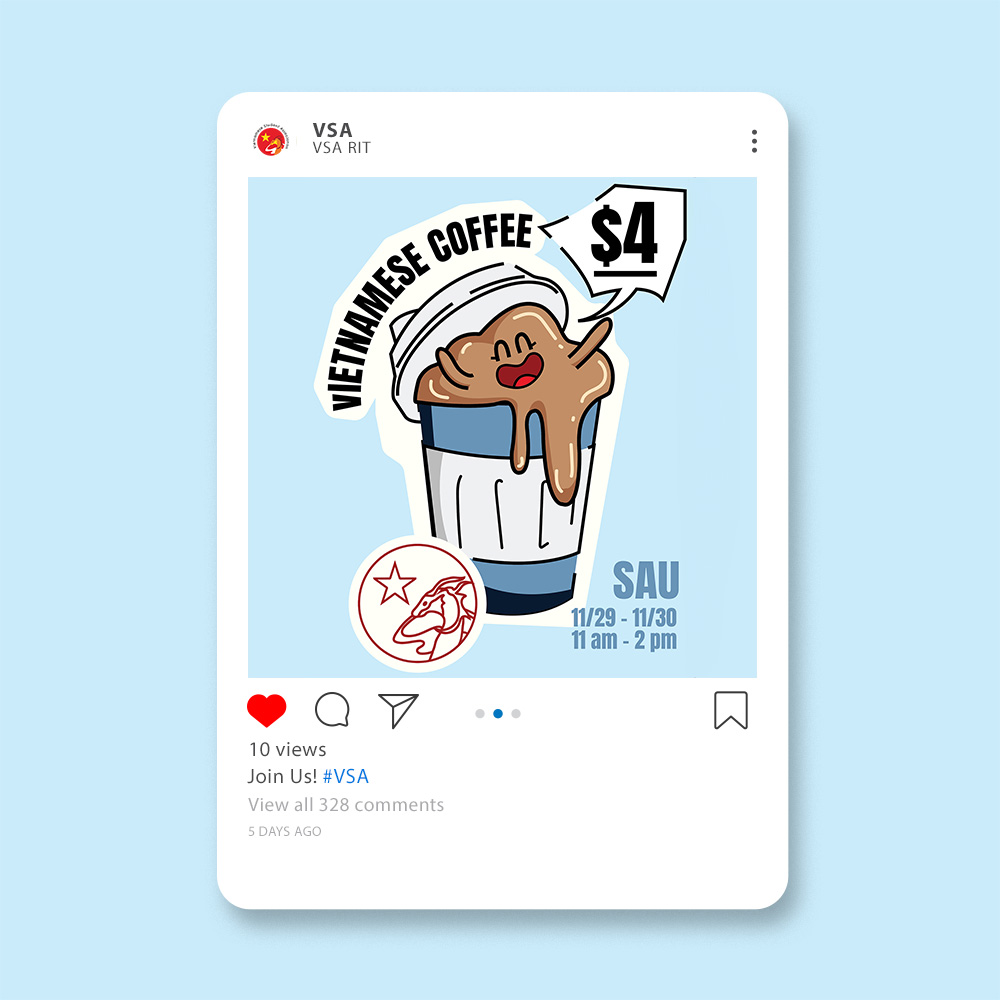 VSA
VSA RIT
VIETNAMESE COFFEE
$4
SAU
11/29 - 11/30
11 am - 2 pm
10 views
Join Us! #VSA
View all 328 comments
5 DAYS AGO